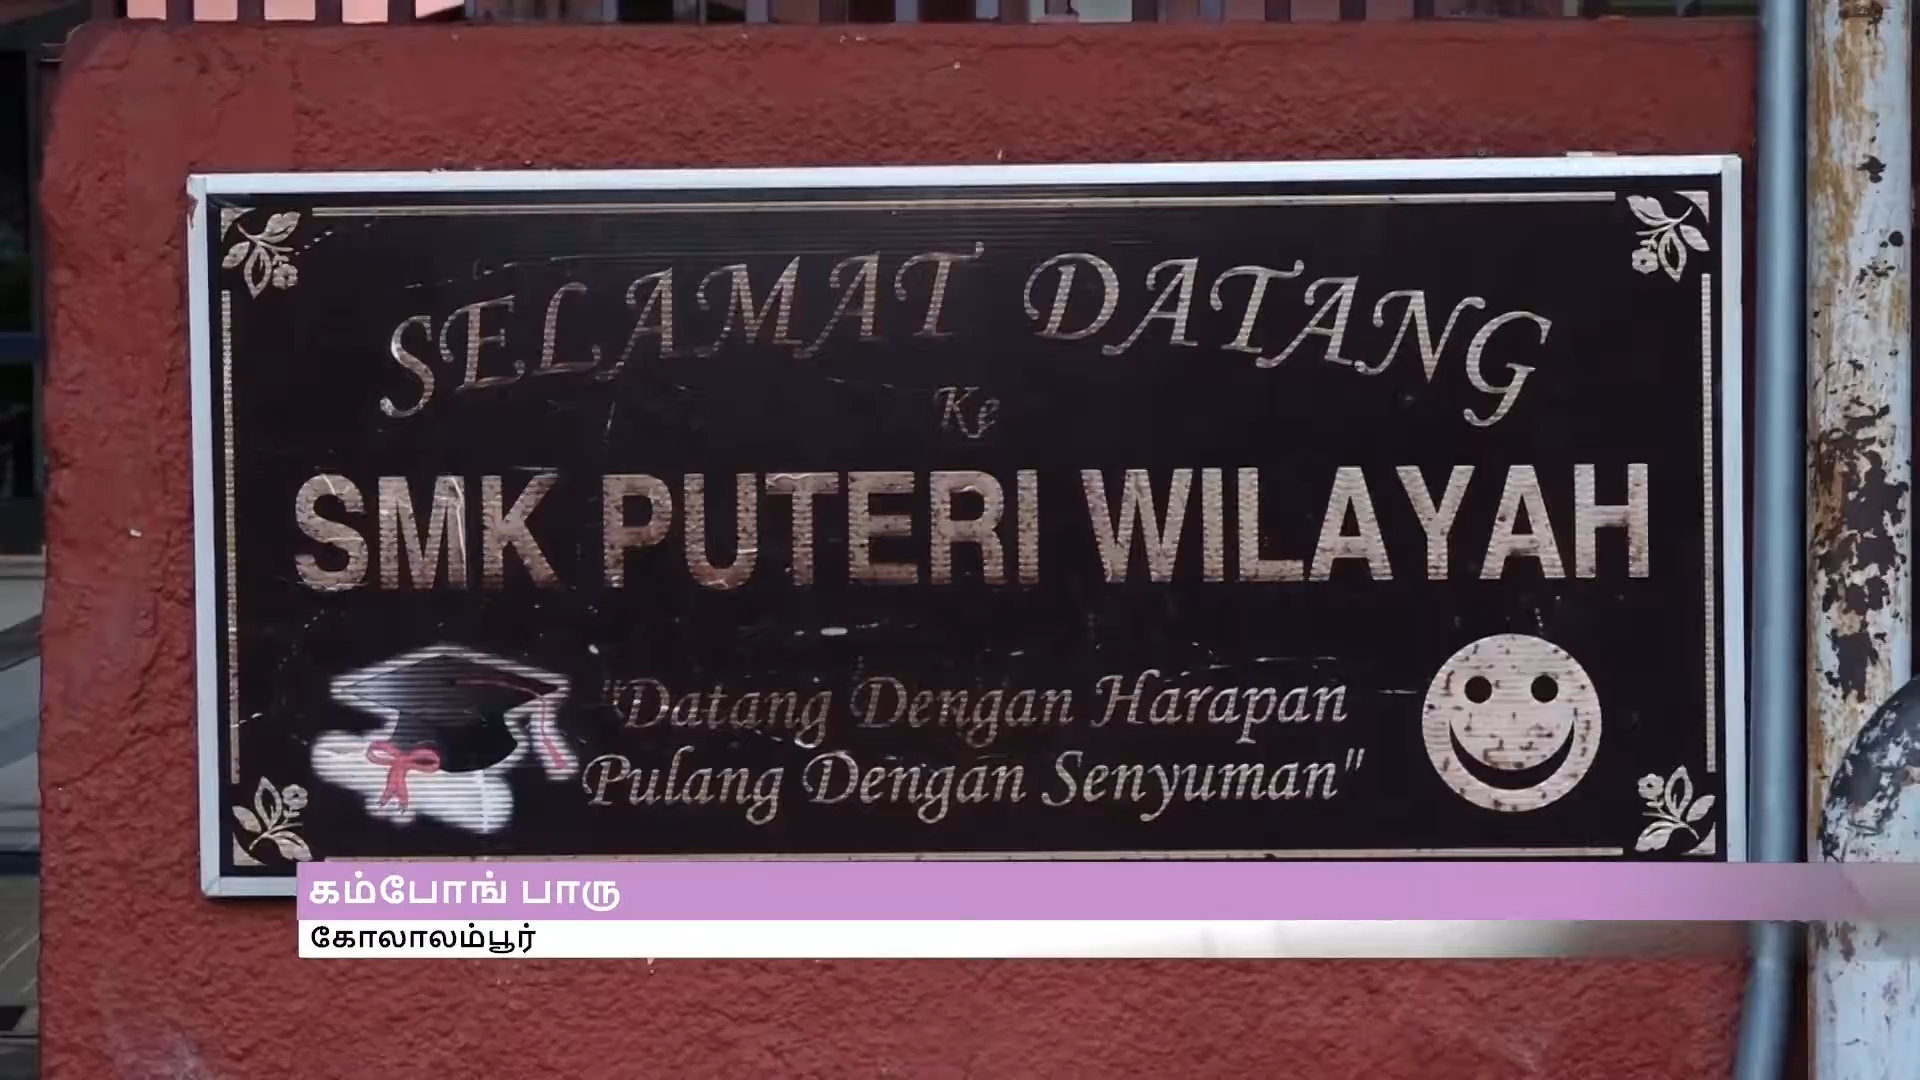 SELAMAT DATANG
Ke
SMK PUTERI WILAYAH
"Datang Dengan Harapan
Pulang Dengan Senyuman"
கம்போங் பாரு
கோலாலம்பூர்